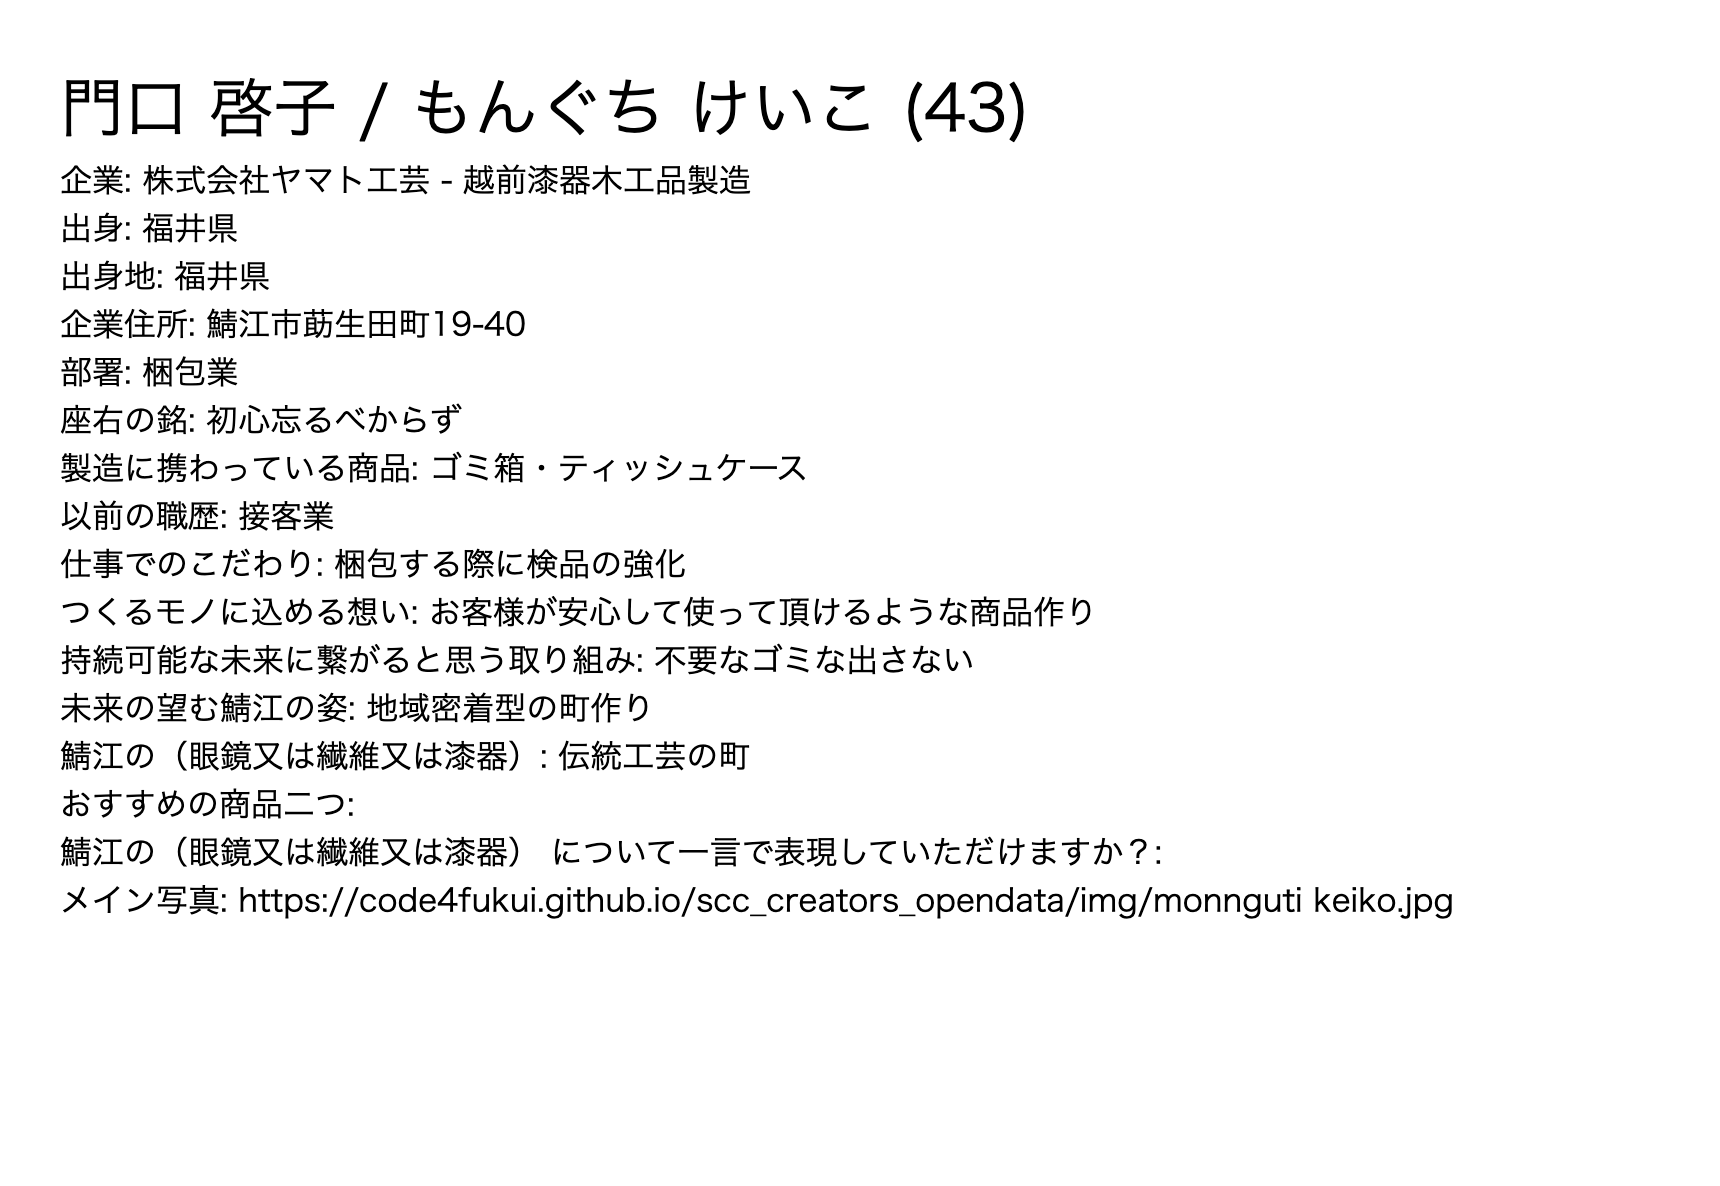 門口 啓子 / もんぐち けいこ (43)
企業: 株式会社ヤマト工芸 - 越前漆器木工品製造
出身: 福井県
出身地: 福井県
企業住所: 鯖江市莇生田町19-40
部署: 梱包業
座右の銘: 初心忘るべからず
製造に携わっている商品: ゴミ箱・ティッシュケース
以前の職歴: 接客業
仕事でのこだわり: 梱包する際に検品の強化
つくるモノに込める想い: お客様が安心して使って頂けるような商品作り
持続可能な未来に繋がると思う取り組み: 不要なゴミな出さない
未来の望む鯖江の姿: 地域密着型の町作り
鯖江の（眼鏡又は繊維又は漆器）: 伝統工芸の町
おすすめの商品二つ:
鯖江の（眼鏡又は繊維又は漆器） について一言で表現していただけますか？:
メイン写真: https://code4fukui.github.io/scc_creators_opendata/img/monnguti keiko.jpg